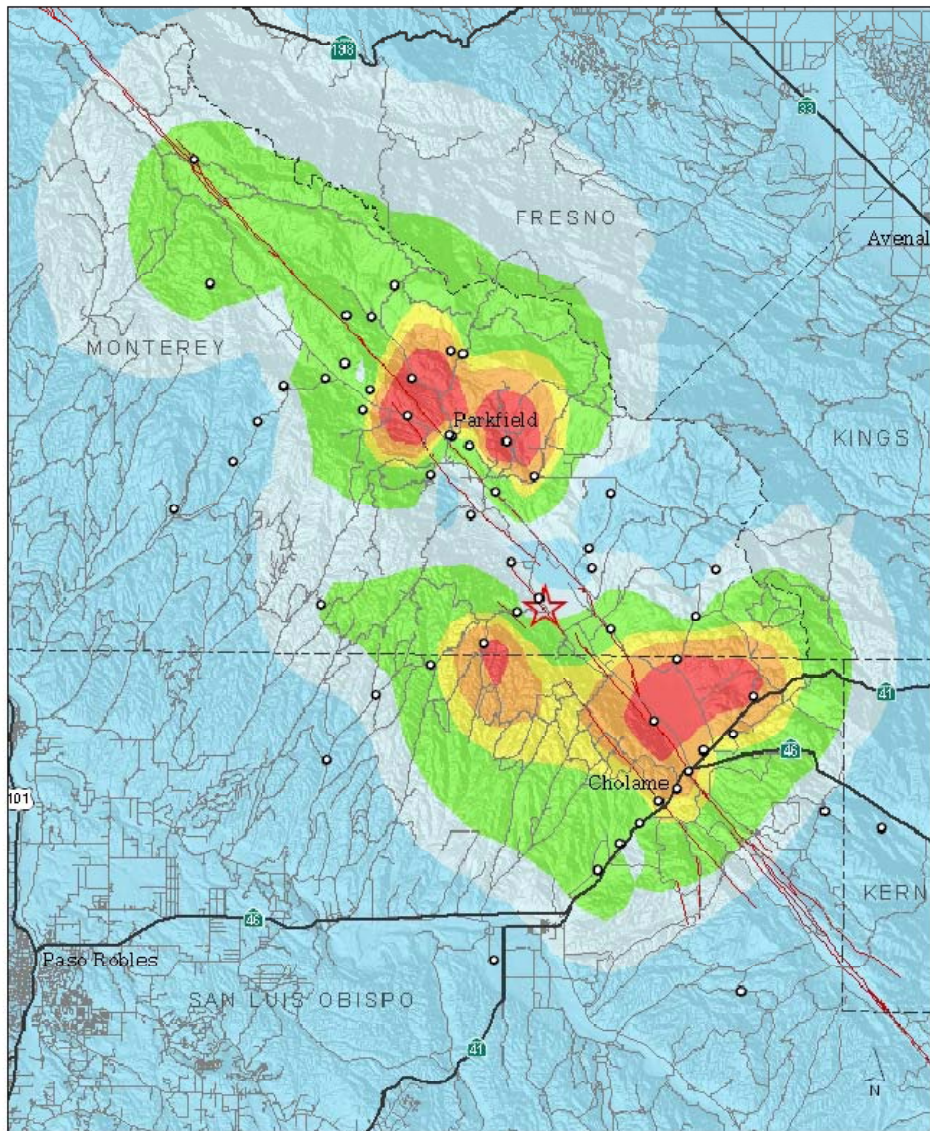 198
33
FRESNO
Avenal
MONTEREY
Parkfield
KINGS
41
46
Cholame
101
KERN
46
Paso Robles
SAN LUIS OBISPO
41
N